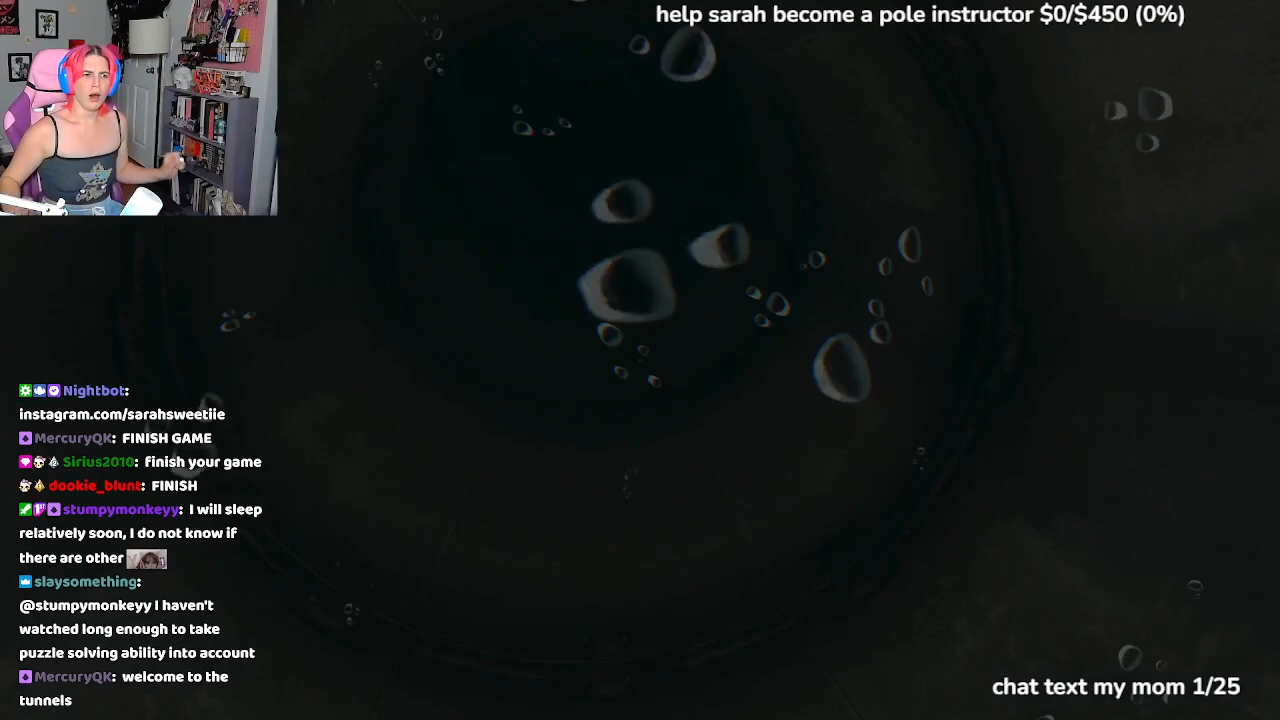 help sarah become a pole instructor $0/$450 (0%)
Nightbot:
instagram.com/sarahsweetiie
MercuryQK: FINISH GAME
Sirius2010: finish your game
dookie_blunt: FINISH
stumpymonkeyy: I will sleep
relatively soon, I do not know if
there are other
slaysomething:
@stumpymonkeyy I haven't
watched long enough to take
puzzle solving ability into account
MercuryQK: welcome to the
tunnels
chat text my mom 1/25